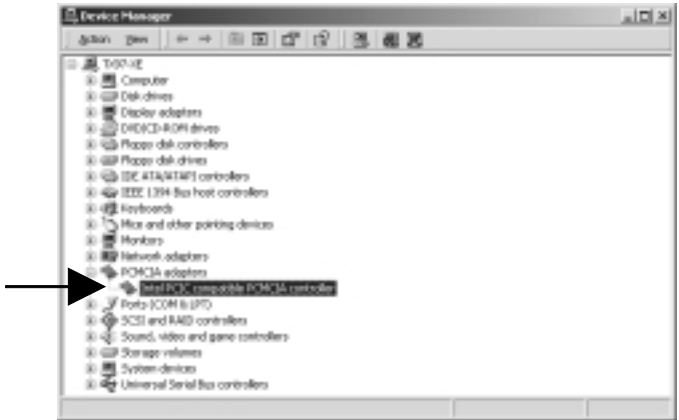 Device Manager
Action View
TX97-XE
Computer
Disk drives
Display adapters
DVD/CD-ROM drives
Floppy disk controllers
Floppy disk drives
IDE ATA/ATAPI controllers
IEEE 1394 Bus host controllers
Keyboards
Mice and other pointing devices
Monitors
Network adapters
PCMCIA adapters
Intel PCIC compatible PCMCIA controller
Ports (COM & LPT)
SCSI and RAID controllers
Sound, video and game controllers
Storage volumes
System devices
Universal Serial Bus controllers